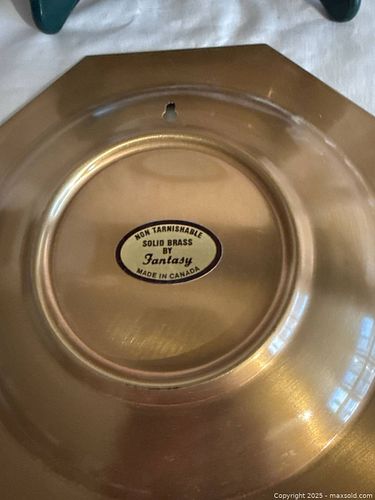 NON TARNISHABLE
SOLID BRASS
BY
Fantasy
MADE IN CANADA
Copyright 2025 - maxsold.com